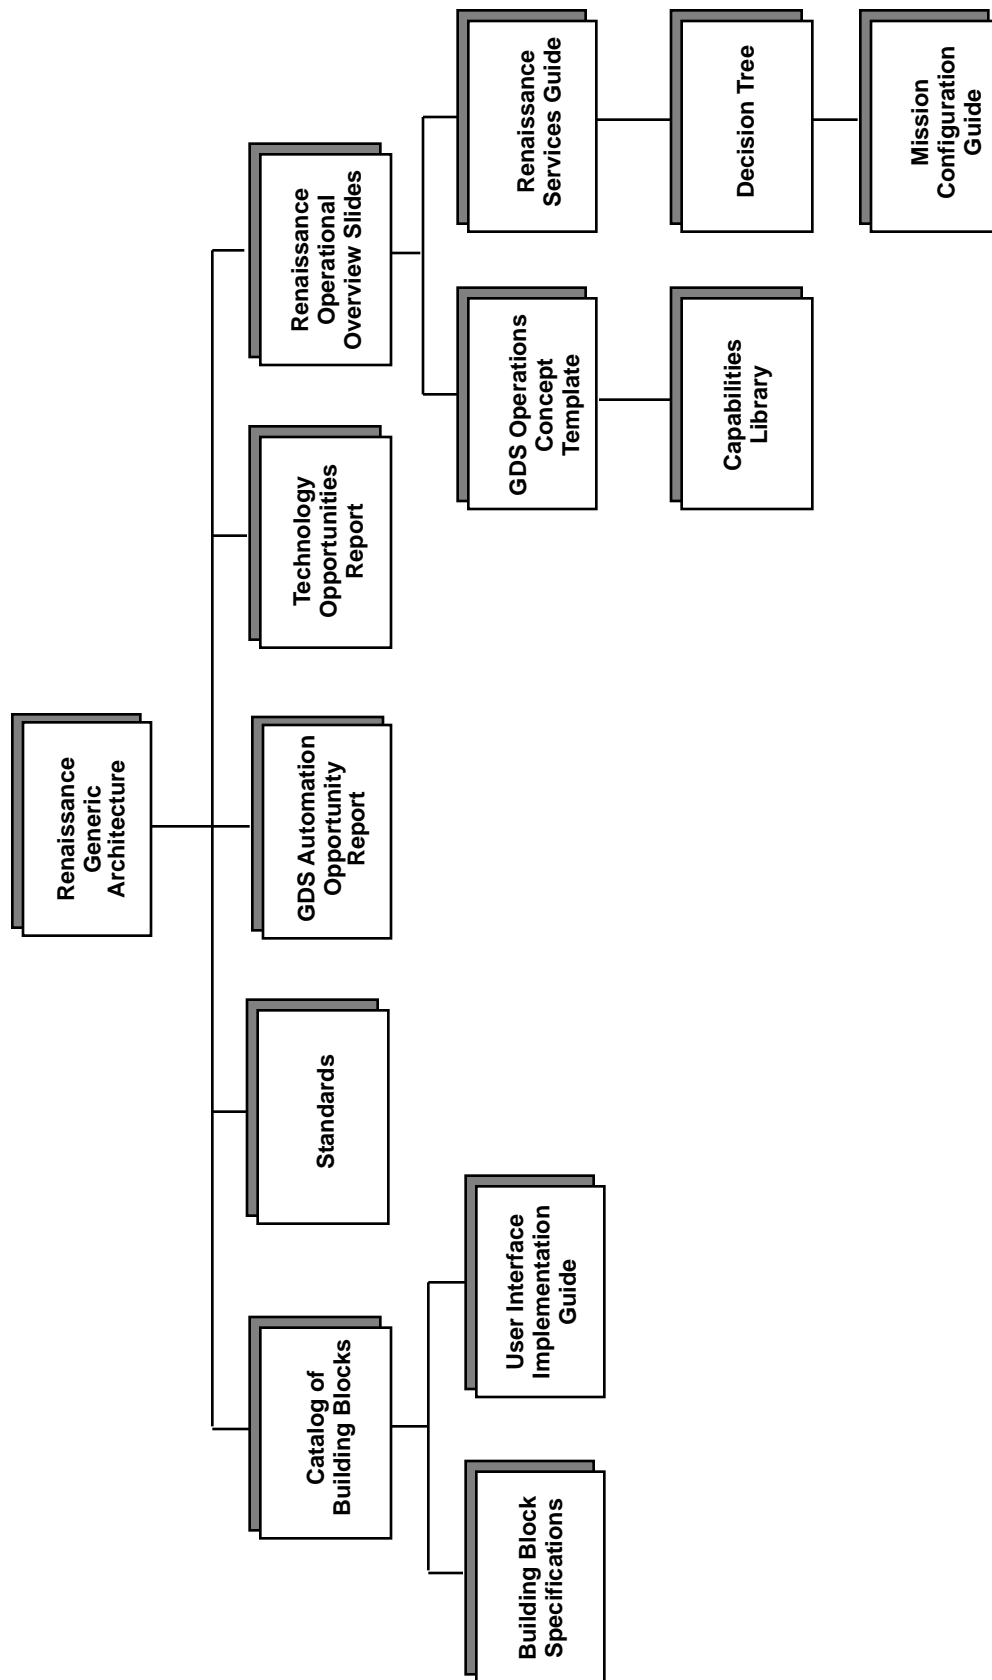 Renaissance
Generic
Architecture
Catalog of
Building Blocks
Standards
GDS Automation
Opportunity
Report
Technology
Opportunities
Report
Renaissance
Operational
Overview Slides
Building Block
Specifications
User Interface
Implementation
Guide
GDS Operations
Concept
Template
Renaissance
Services Guide
Capabilities
Library
Decision Tree
Mission
Configuration
Guide